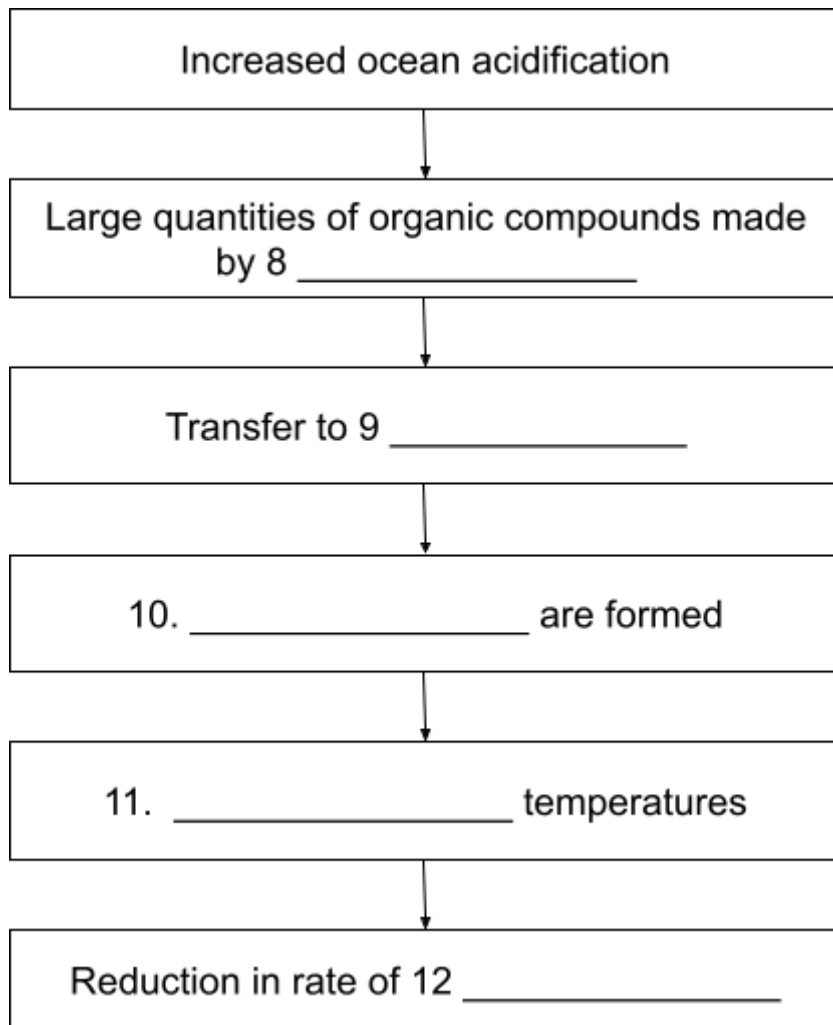 Increased ocean acidification
Large quantities of organic compounds made
by 8 _________________
Transfer to 9 _______________
10. _________________ are formed
11. _________________ temperatures
Reduction in rate of 12 ________________